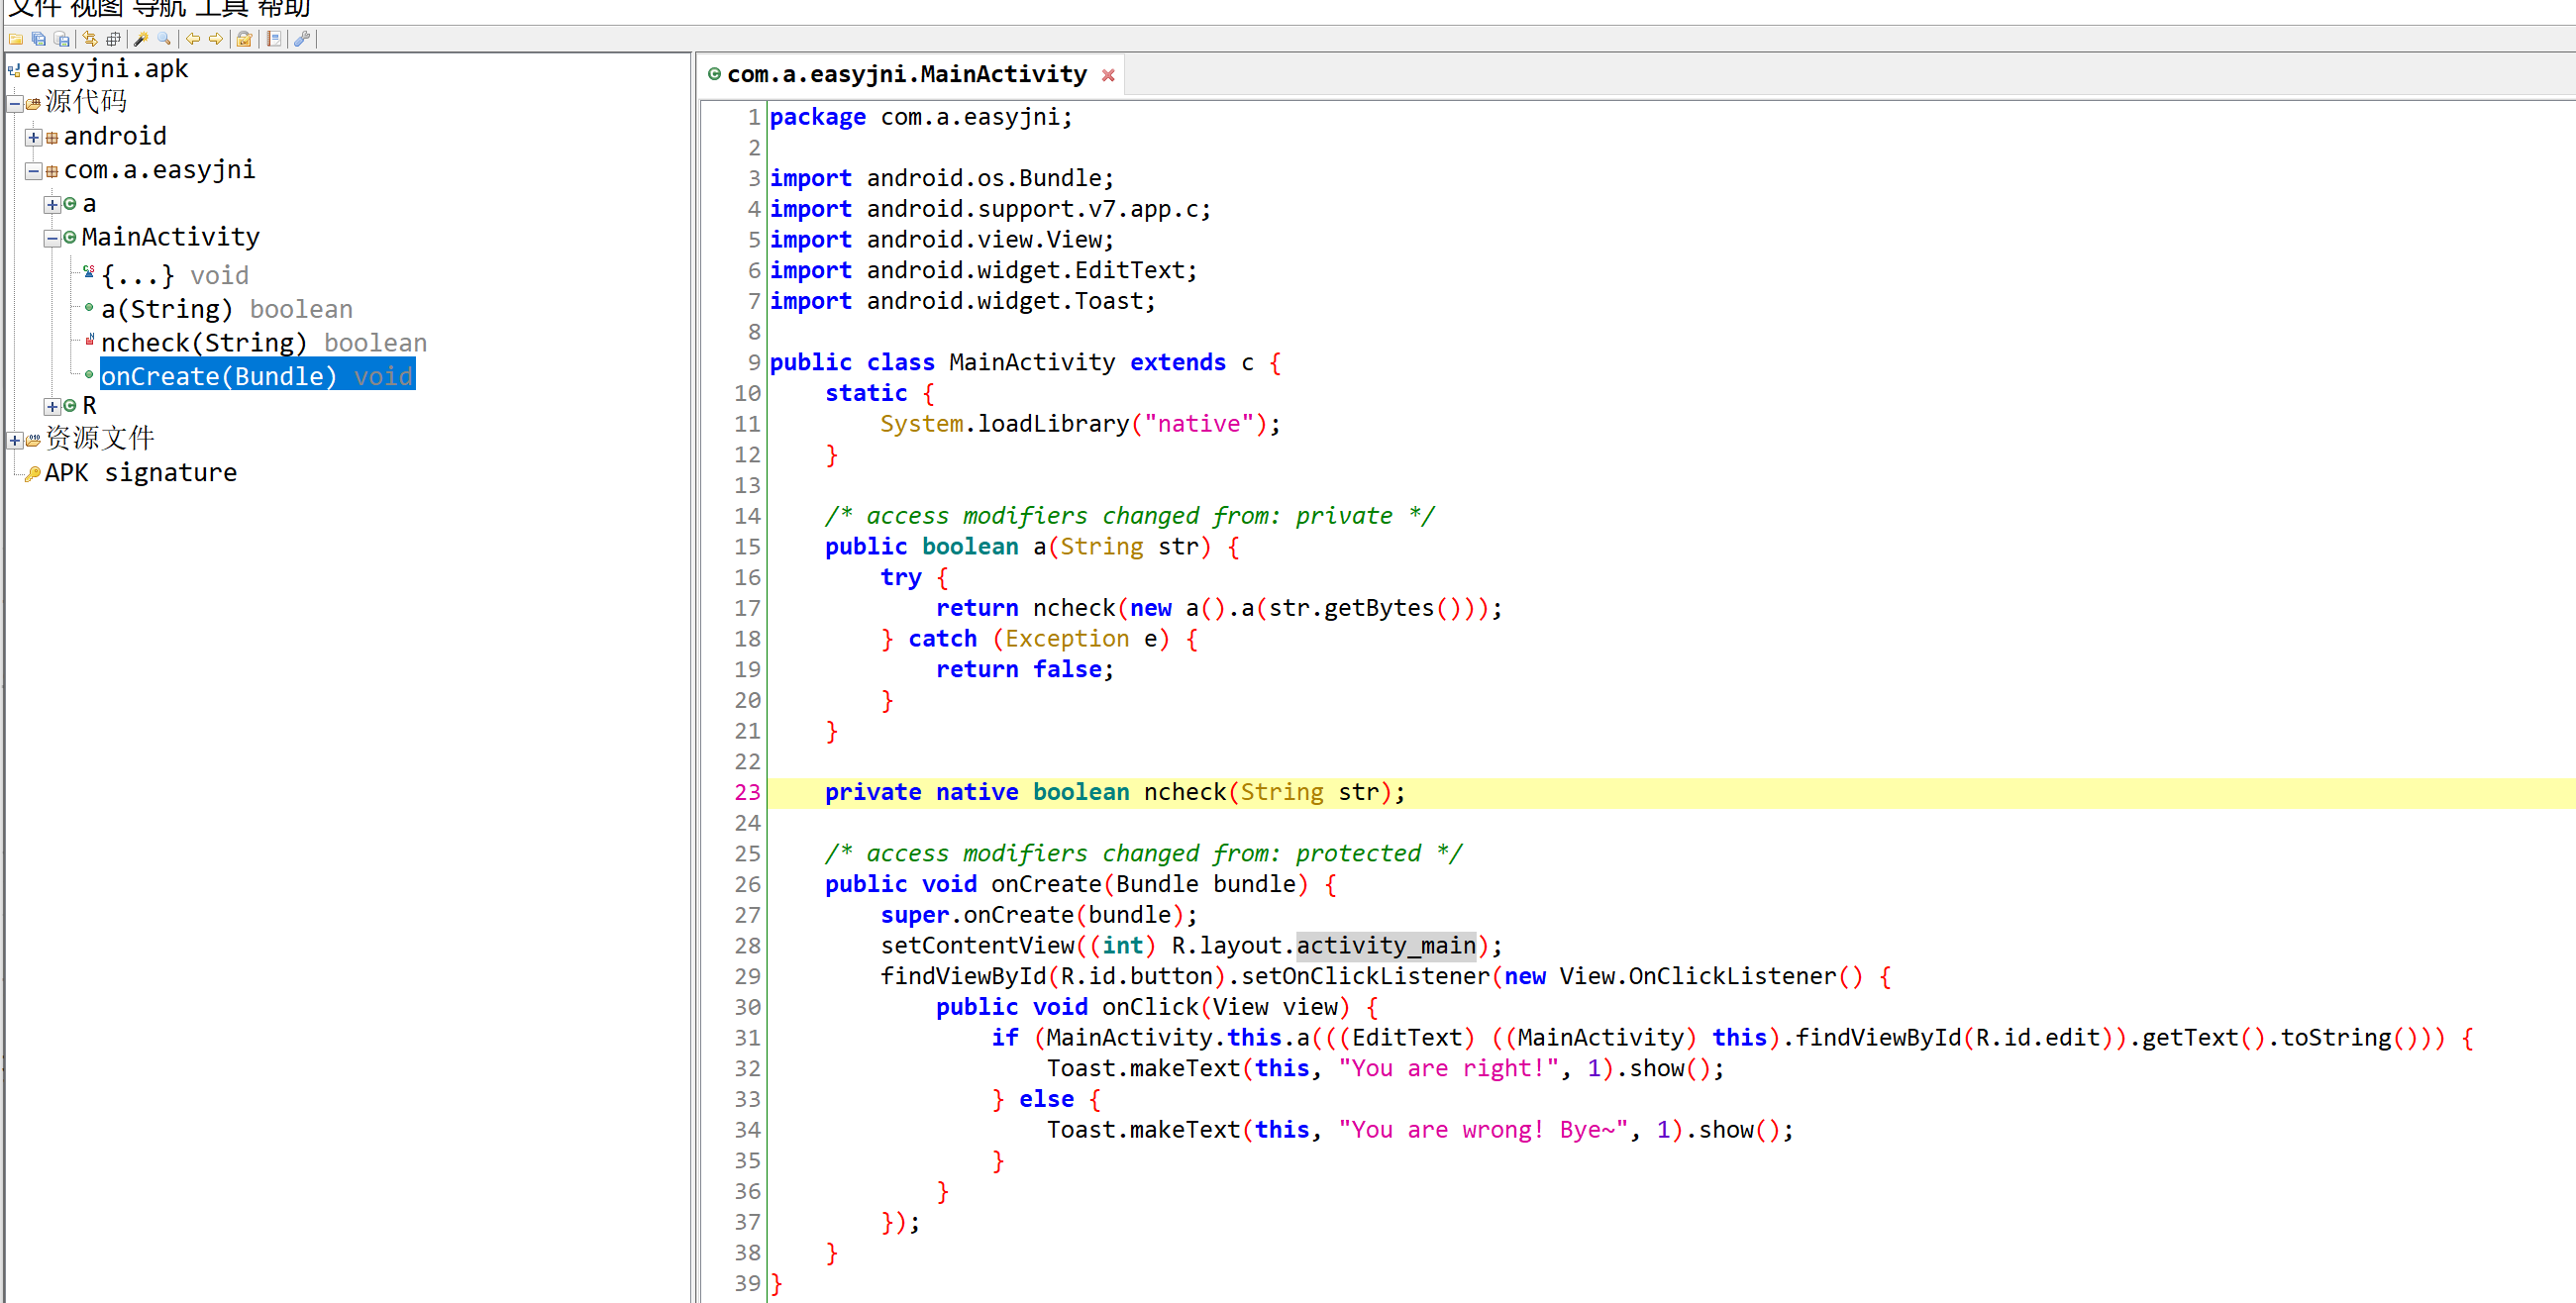 文件 视图 导航 工具 帮助
easyjni.apk
源代码
android
com.a.easyjni
a
MainActivity
{...} void
a(String) boolean
ncheck(String) boolean
onCreate(Bundle) void
R
资源文件
APK signature
com.a.easyjni.MainActivity
1 package com.a.easyjni;
2
3 import android.os.Bundle;
4 import android.support.v7.app.c;
5 import android.view.View;
6 import android.widget.EditText;
7 import android.widget.Toast;
8
9 public class MainActivity extends c {
10 static {
11 System.loadLibrary("native");
12 }
13
14 /* access modifiers changed from: private */
15 public boolean a(String str) {
16 try {
17 return ncheck(new a().a(str.getBytes()));
18 } catch (Exception e) {
19 return false;
20 }
21 }
22
23 private native boolean ncheck(String str);
24
25 /* access modifiers changed from: protected */
26 public void onCreate(Bundle bundle) {
27 super.onCreate(bundle);
28 setContentView((int) R.layout.activity_main);
29 findViewById(R.id.button).setOnClickListener(new View.OnClickListener() {
30 public void onClick(View view) {
31 if (MainActivity.this.a(((EditText) ((MainActivity) this).findViewById(R.id.edit)).getText().toString())) {
32 Toast.makeText(this, "You are right!", 1).show();
33 } else {
34 Toast.makeText(this, "You are wrong! Bye~", 1).show();
35 }
36 }
37 });
38 }
39 }